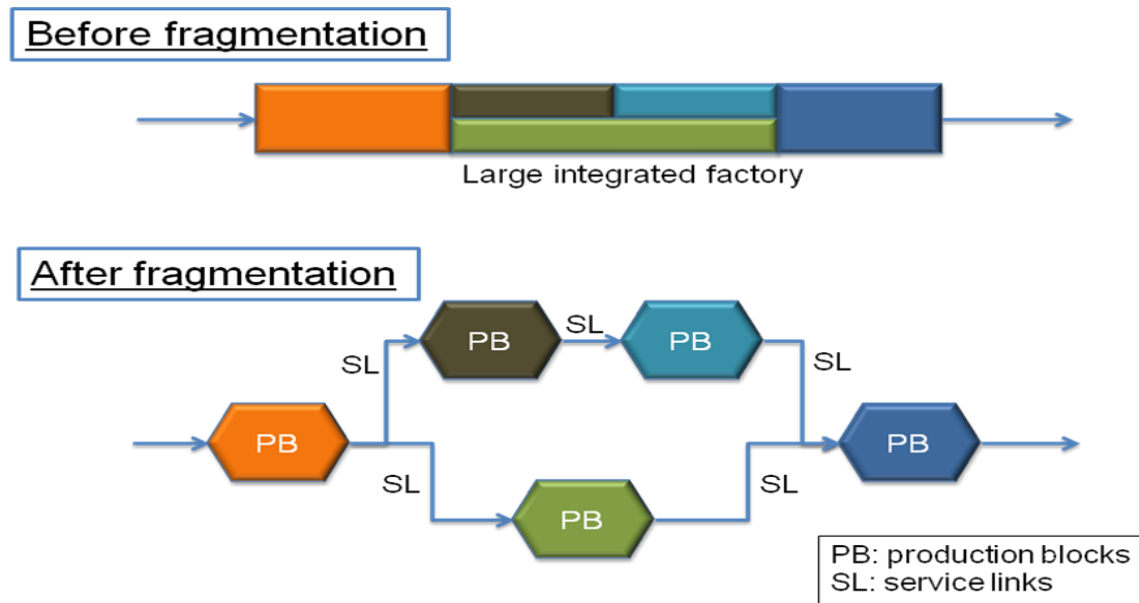 Before fragmentation
Large integrated factory
After fragmentation
PB
SL
PB
SL
SL
PB
PB
SL
SL
PB
PB: production blocks
SL: service links